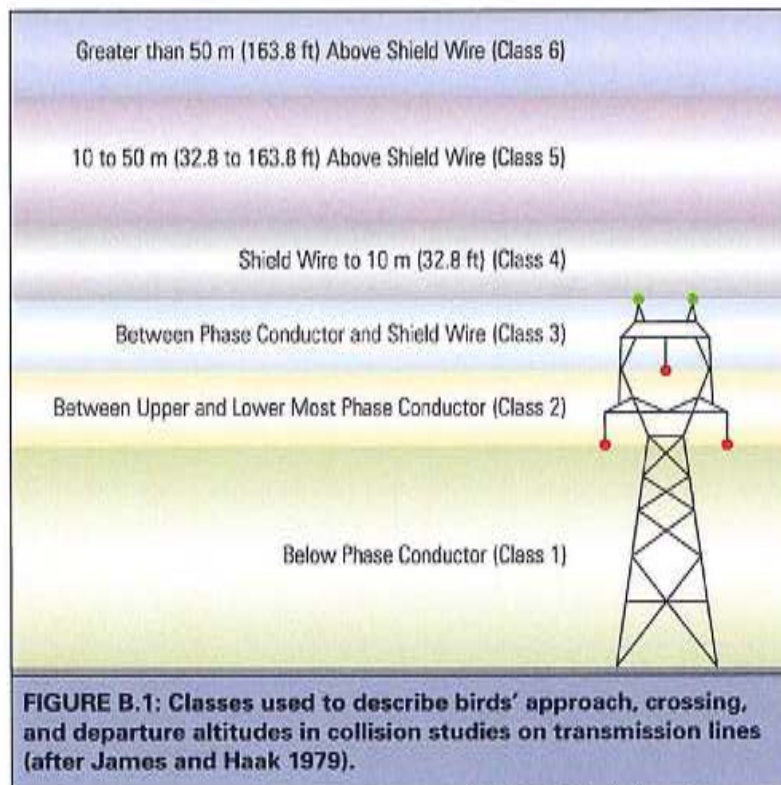 Greater than 50 m (163.8 ft) Above Shield Wire (Class 6)
10 to 50 m (32.8 to 163.8 ft) Above Shield Wire (Class 5)
Shield Wire to 10 m (32.8 ft) (Class 4)
Between Phase Conductor and Shield Wire (Class 3)
Between Upper and Lower Most Phase Conductor (Class 2)
Below Phase Conductor (Class 1)
FIGURE B.1: Classes used to describe birds' approach, crossing,
and departure altitudes in collision studies on transmission lines
(after James and Haak 1979).